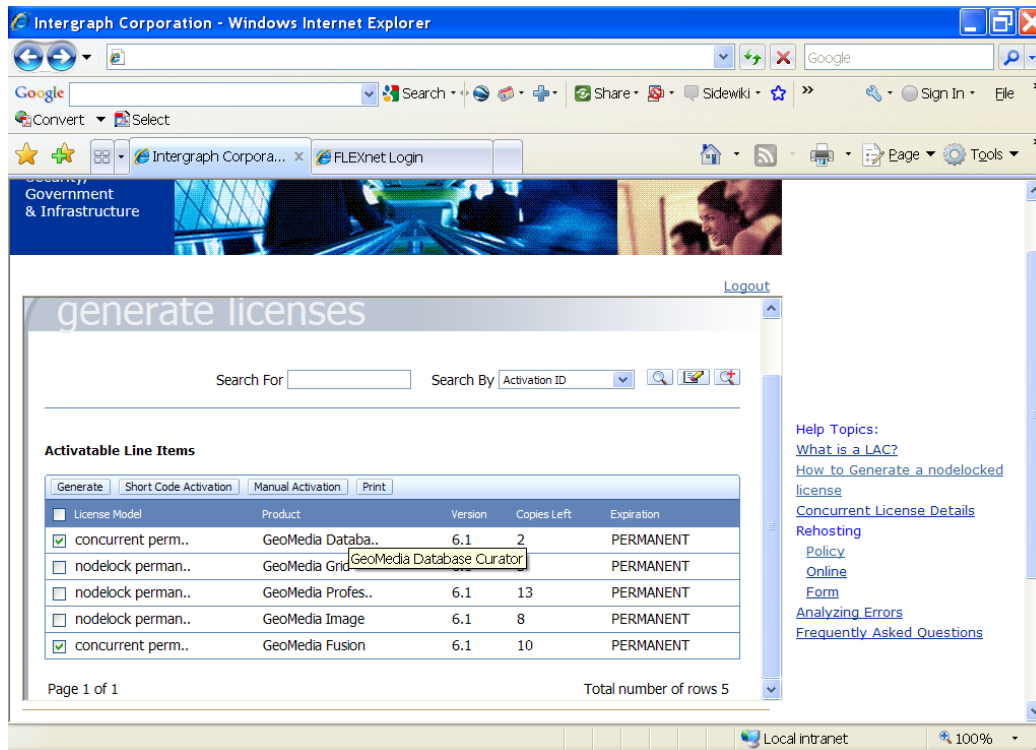 Intergraph Corporation - Windows Internet Explorer
Google
Google Search Share Sidewiki » Sign In File
Convert Select
Intergraph Corpora... x FLEXnet Login Page Tools
Security,
Government
& Infrastructure
Logout
generate licenses
Search For Search By Activation ID
Activatable Line Items
Generate Short Code Activation Manual Activation Print
License Model Product Version Copies Left Expiration
concurrent perm.. GeoMedia Databa.. 6.1 2 PERMANENT
GeoMedia Database Curator
nodelock perman.. GeoMedia Grid PERMANENT
nodelock perman.. GeoMedia Profes.. 6.1 13 PERMANENT
nodelock perman.. GeoMedia Image 6.1 8 PERMANENT
concurrent perm.. GeoMedia Fusion 6.1 10 PERMANENT
Page 1 of 1 Total number of rows 5
Help Topics:
What is a LAC?
How to Generate a nodelocked
license
Concurrent License Details
Rehosting
Policy
Online
Form
Analyzing Errors
Frequently Asked Questions
Local intranet 100%